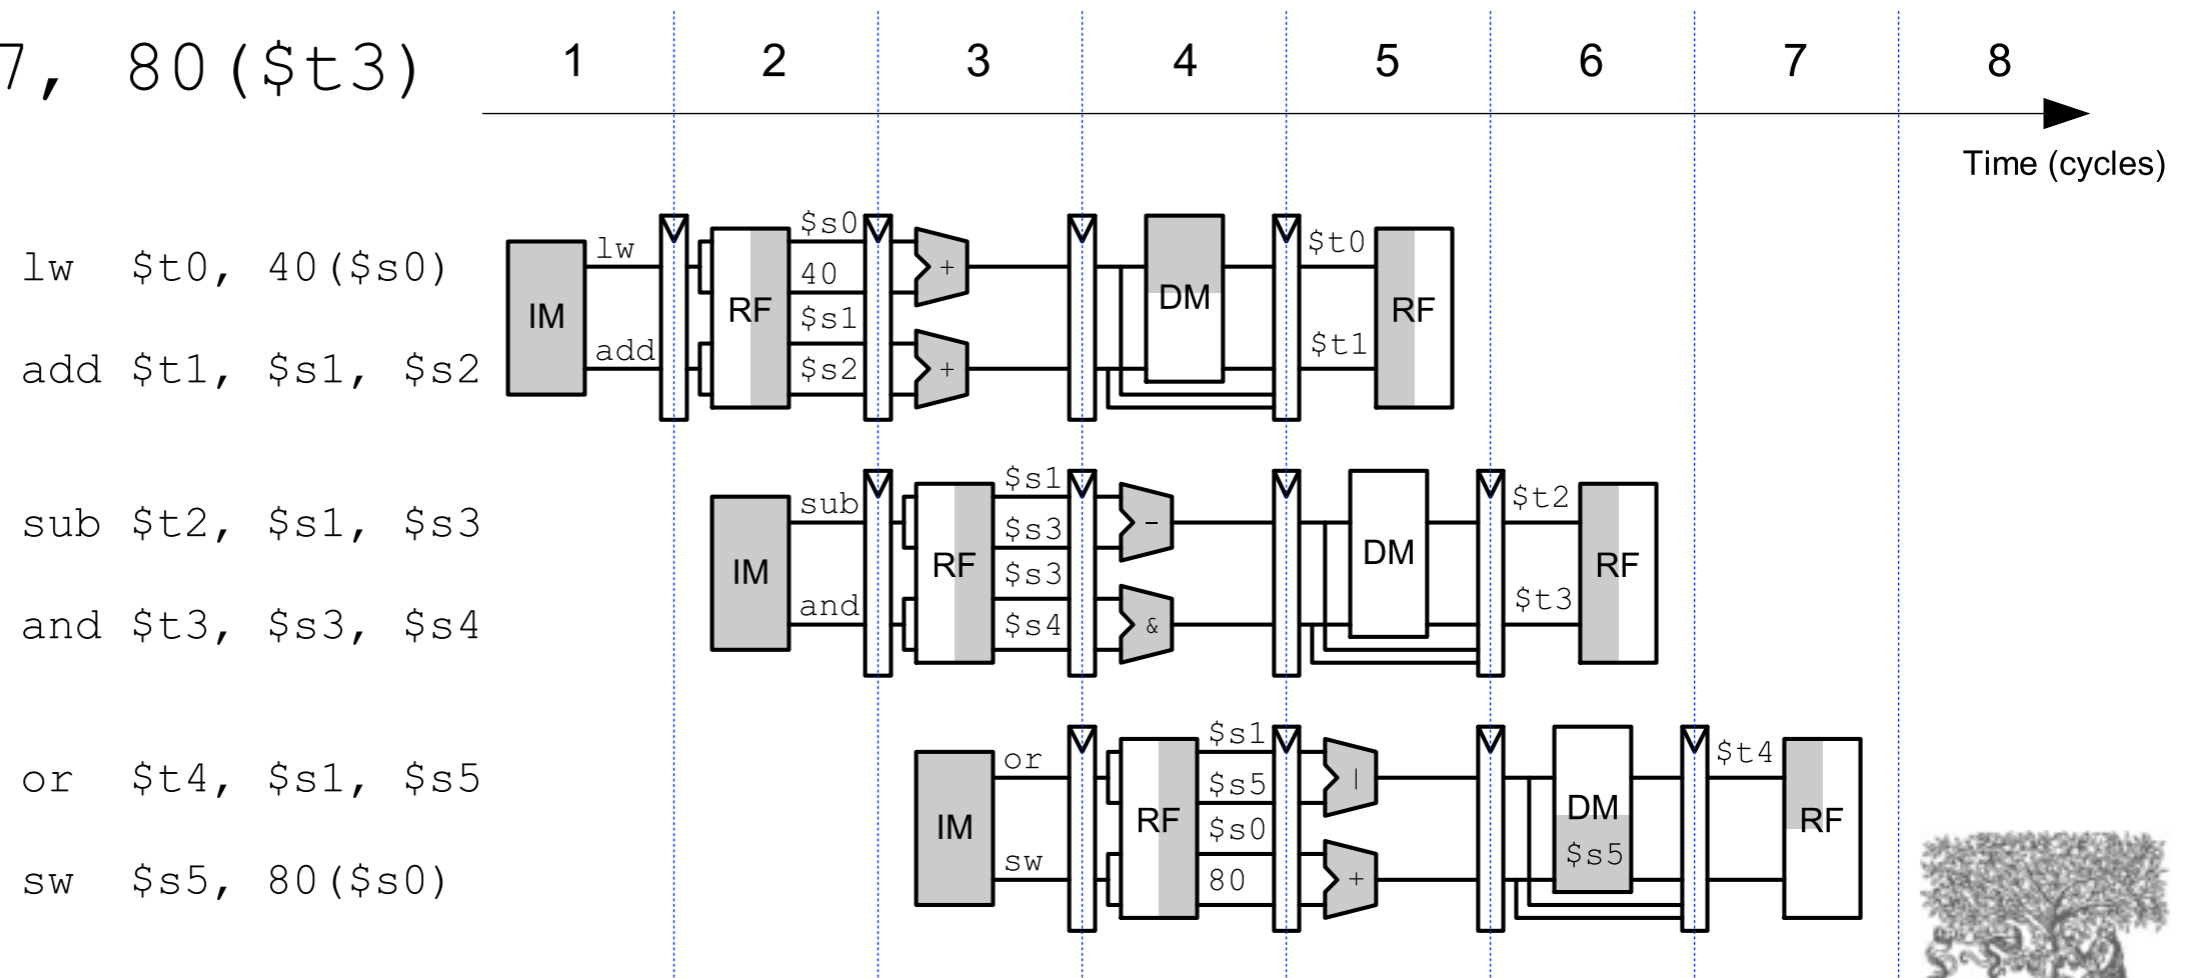 7, 80($t3)
1 2 3 4 5 6 7 8
Time (cycles)
lw $t0, 40($s0)
add $t1, $s1, $s2
IM
lw
add
RF
$s0
40
$s1
$s2
+
+
DM
$t0
$t1
RF
sub $t2, $s1, $s3
and $t3, $s3, $s4
IM
sub
and
RF
$s1
$s3
$s3
$s4
-
&
DM
$t2
$t3
RF
or $t4, $s1, $s5
sw $s5, 80($s0)
IM
or
sw
RF
$s1
$s5
$s0
80
|
+
DM
$s5
$t4
RF